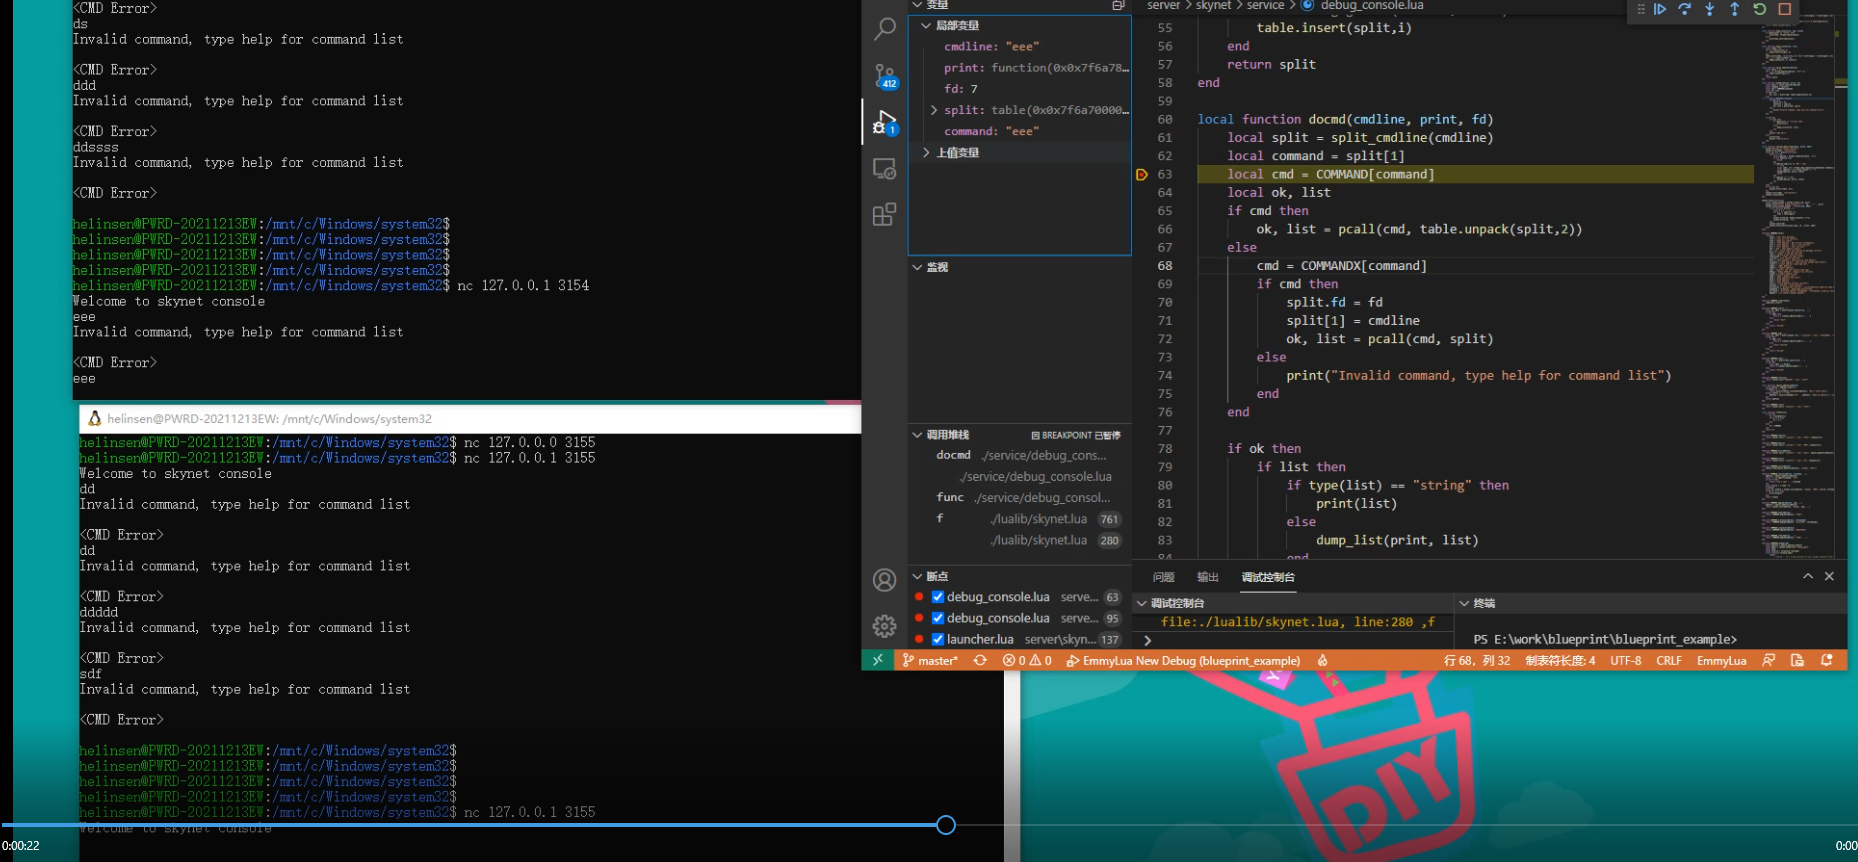 <CMD Error>
ds
Invalid command, type help for command list
<CMD Error>
ddd
Invalid command, type help for command list
<CMD Error>
ddssss
Invalid command, type help for command list
<CMD Error>
helinsen@PWRD-20211213EW:/mnt/c/Windows/system32$
helinsen@PWRD-20211213EW:/mnt/c/Windows/system32$
helinsen@PWRD-20211213EW:/mnt/c/Windows/system32$
helinsen@PWRD-20211213EW:/mnt/c/Windows/system32$
helinsen@PWRD-20211213EW:/mnt/c/Windows/system32$ nc 127.0.0.1 3154
Welcome to skynet console
eee
Invalid command, type help for command list
<CMD Error>
eee
helinsen@PWRD-20211213EW: /mnt/c/Windows/system32
helinsen@PWRD-20211213EW:/mnt/c/Windows/system32$ nc 127.0.0.0 3155
helinsen@PWRD-20211213EW:/mnt/c/Windows/system32$ nc 127.0.0.1 3155
Welcome to skynet console
dd
Invalid command, type help for command list
<CMD Error>
dd
Invalid command, type help for command list
<CMD Error>
ddddd
Invalid command, type help for command list
<CMD Error>
sdf
Invalid command, type help for command list
<CMD Error>
helinsen@PWRD-20211213EW:/mnt/c/Windows/system32$
helinsen@PWRD-20211213EW:/mnt/c/Windows/system32$
helinsen@PWRD-20211213EW:/mnt/c/Windows/system32$
helinsen@PWRD-20211213EW:/mnt/c/Windows/system32$
helinsen@PWRD-20211213EW:/mnt/c/Windows/system32$ nc 127.0.0.1 3155
Welcome to skynet console
0:00:22
412
1
变量
局部变量
cmdline: "eee"
print: function(0x0x7f6a78...
fd: 7
split: table(0x0x7f6a70000...
command: "eee"
上值变量
监视
调用堆栈 因 BREAKPOINT 已暂停
docmd ./service/debug_cons...
./service/debug_console.lua
func ./service/debug_consol...
f ./lualib/skynet.lua 761
./lualib/skynet.lua 280
断点
debug_console.lua serve... 63
debug_console.lua serve... 95
launcher.lua server\skyn... 137
server > skynet > service > debug_console.lua
55 table.insert(split,i)
56 end
57 return split
58 end
59
60 local function docmd(cmdline, print, fd)
61 local split = split_cmdline(cmdline)
62 local command = split[1]
63 local cmd = COMMAND[command]
64 local ok, list
65 if cmd then
66 ok, list = pcall(cmd, table.unpack(split,2))
67 else
68 cmd = COMMANDX[command]
69 if cmd then
70 split.fd = fd
71 split[1] = cmdline
72 ok, list = pcall(cmd, split)
73 else
74 print("Invalid command, type help for command list")
75 end
76 end
77
78 if ok then
79 if list then
80 if type(list) == "string" then
81 print(list)
82 else
83 dump_list(print, list)
84 end
问题 输出 调试控制台
调试控制台
file:./lualib/skynet.lua, line:280 ,f
终端
PS E:\work\blueprint\blueprint_example>
master* 0 0 EmmyLua New Debug (blueprint_example)
行 68，列 32 制表符长度: 4 UTF-8 CRLF EmmyLua
DIY
0:00